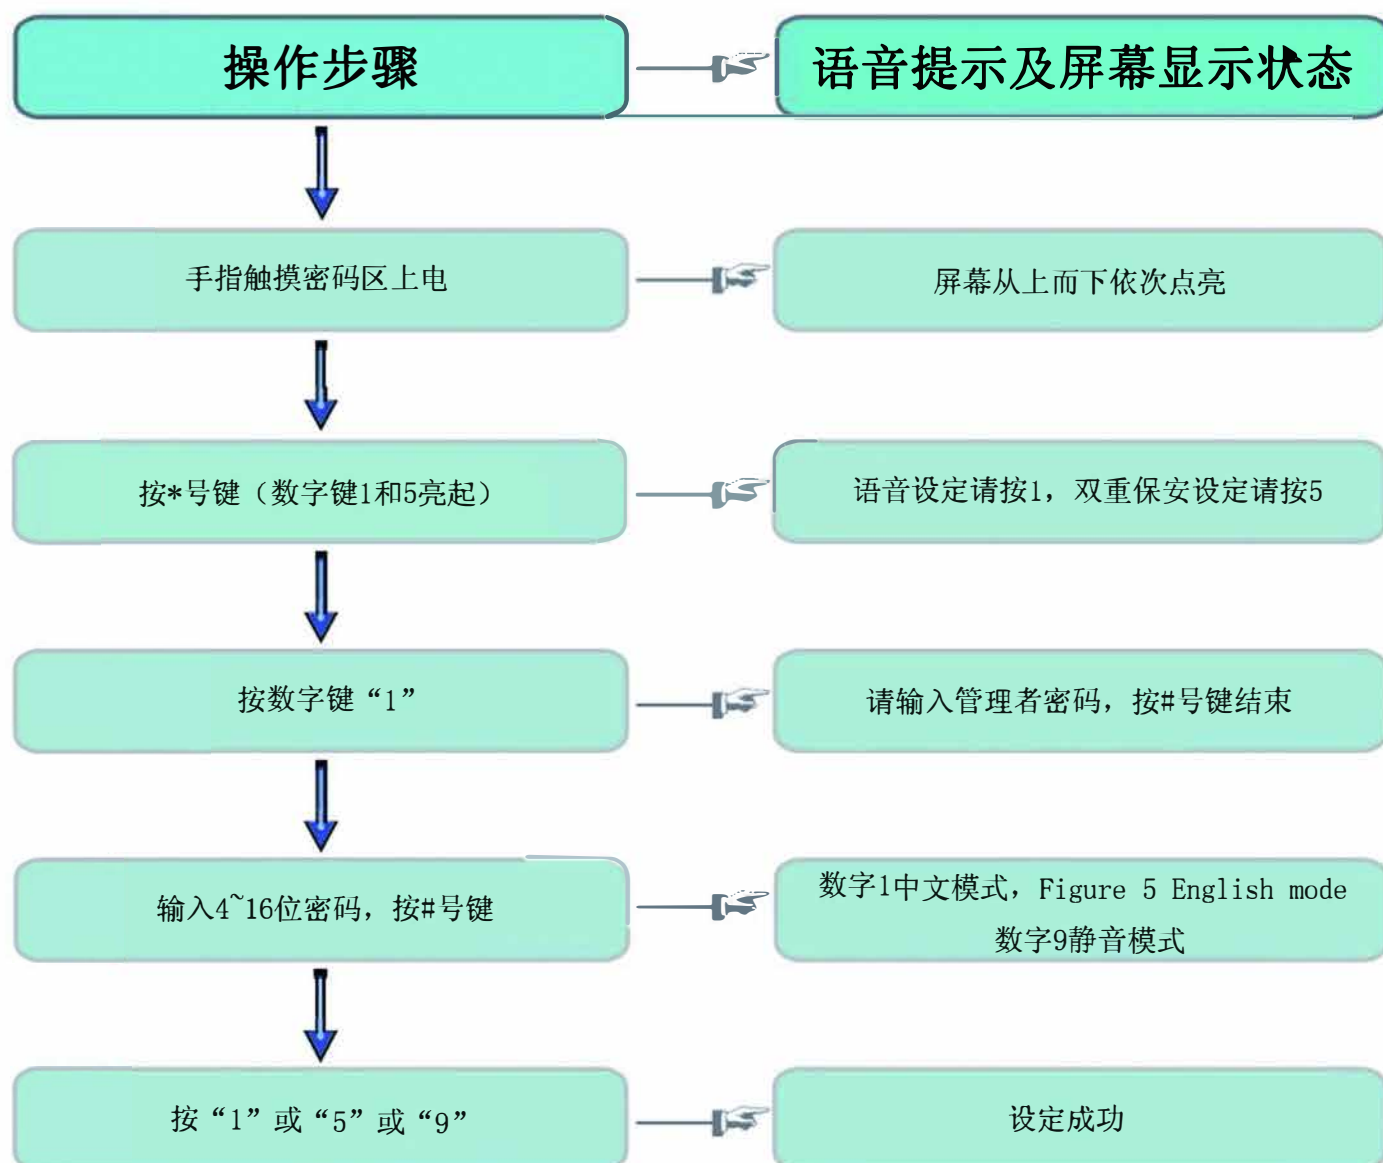 操作步骤
语音提示及屏幕显示状态
手指触摸密码区上电
屏幕从上而下依次点亮
按*号键（数字键1和5亮起）
语音设定请按1，双重保安设定请按5
按数字键“1”
请输入管理者密码，按#号键结束
输入4~16位密码，按#号键
数字1中文模式，Figure 5 English mode
数字9静音模式
按“1”或“5”或“9”
设定成功